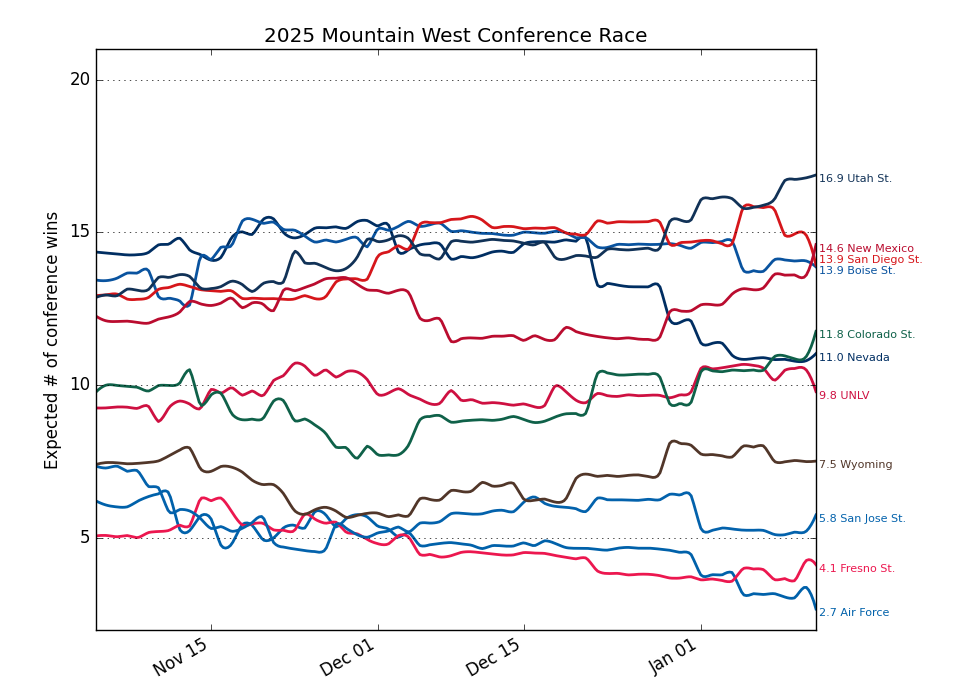 2025 Mountain West Conference Race
Expected # of conference wins
20
15
10
5
16.9 Utah St.
14.6 New Mexico
13.9 San Diego St.
13.9 Boise St.
11.8 Colorado St.
11.0 Nevada
9.8 UNLV
7.5 Wyoming
5.8 San Jose St.
4.1 Fresno St.
2.7 Air Force
Nov 15
Dec 01
Dec 15
Jan 01